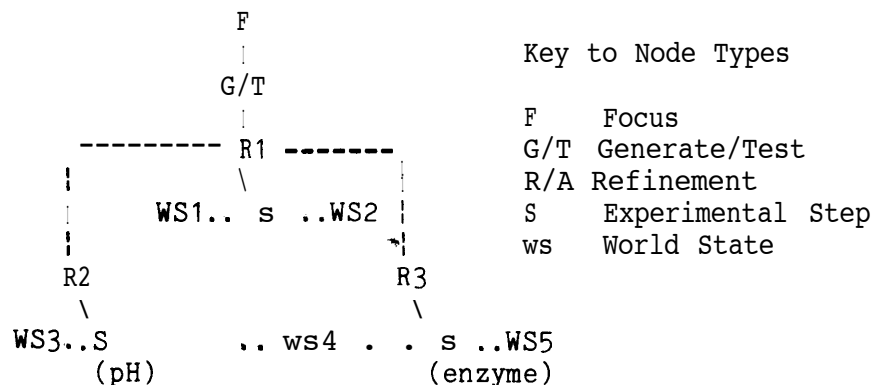 F
Key to Node Types
G/T
F Focus
R1
G/T Generate/Test
R/A Refinement
WS1.. s ..WS2
S Experimental Step
ws World State
R2 R3
WS3..S .. ws4 . . s ..WS5
(pH) (enzyme)